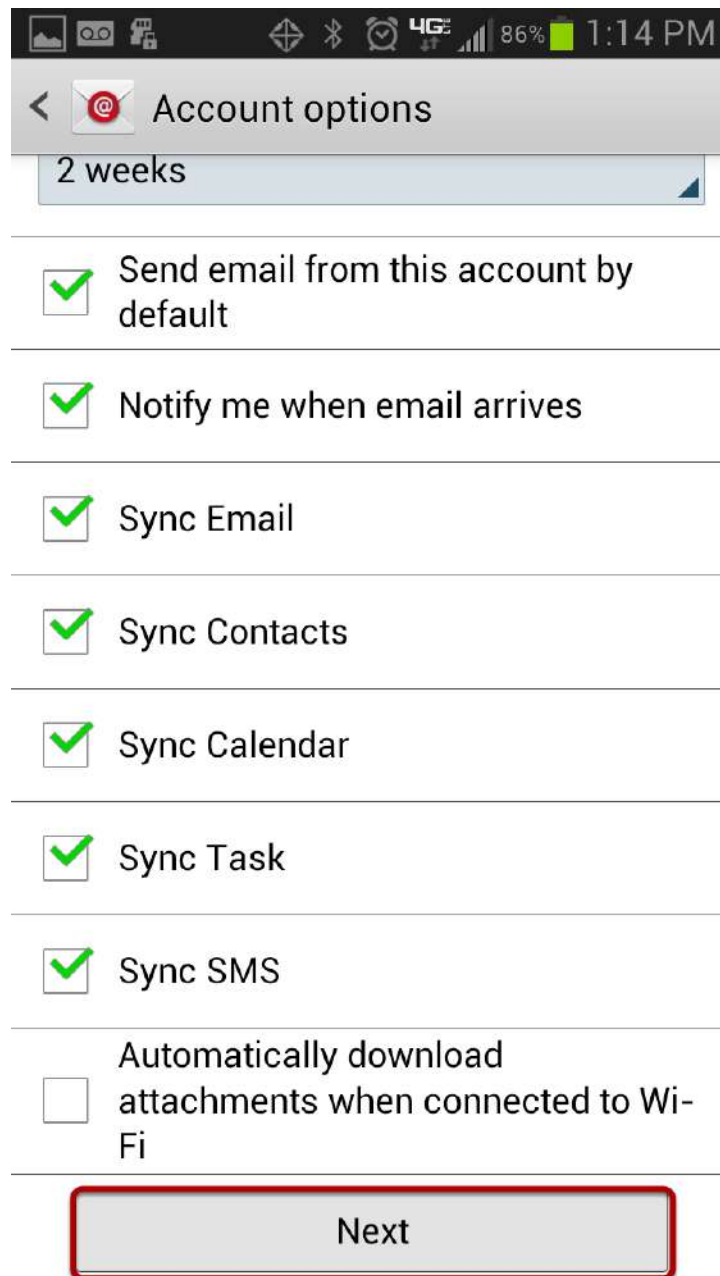 4GLTE 86% 1:14 PM
@ Account options
2 weeks
Send email from this account by
default
Notify me when email arrives
Sync Email
Sync Contacts
Sync Calendar
Sync Task
Sync SMS
Automatically download
attachments when connected to Wi-
Fi
Next